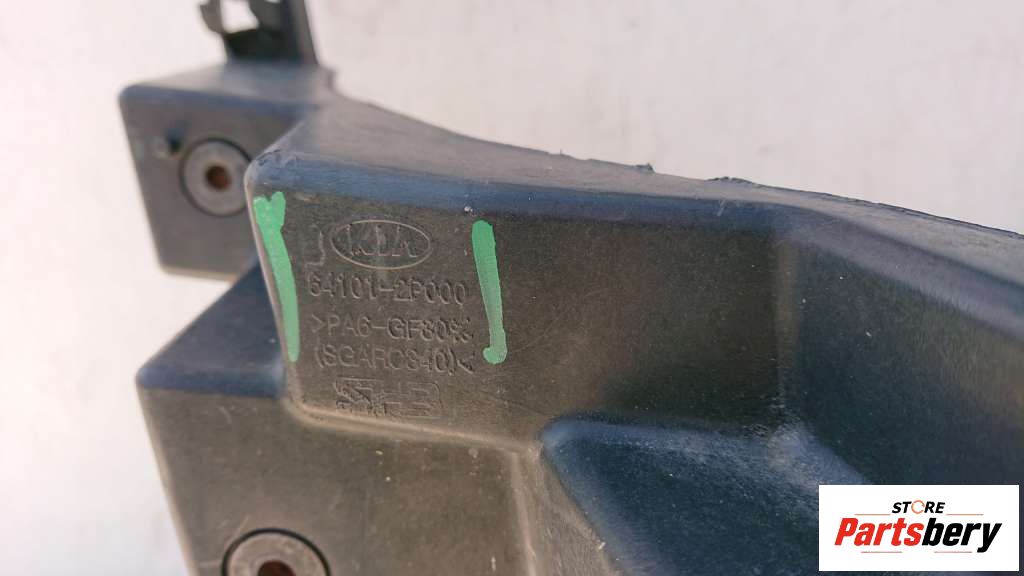 KIA
64101-2P000
>PA6-GF30%
(SGARC340)<
STORE
Partsbery